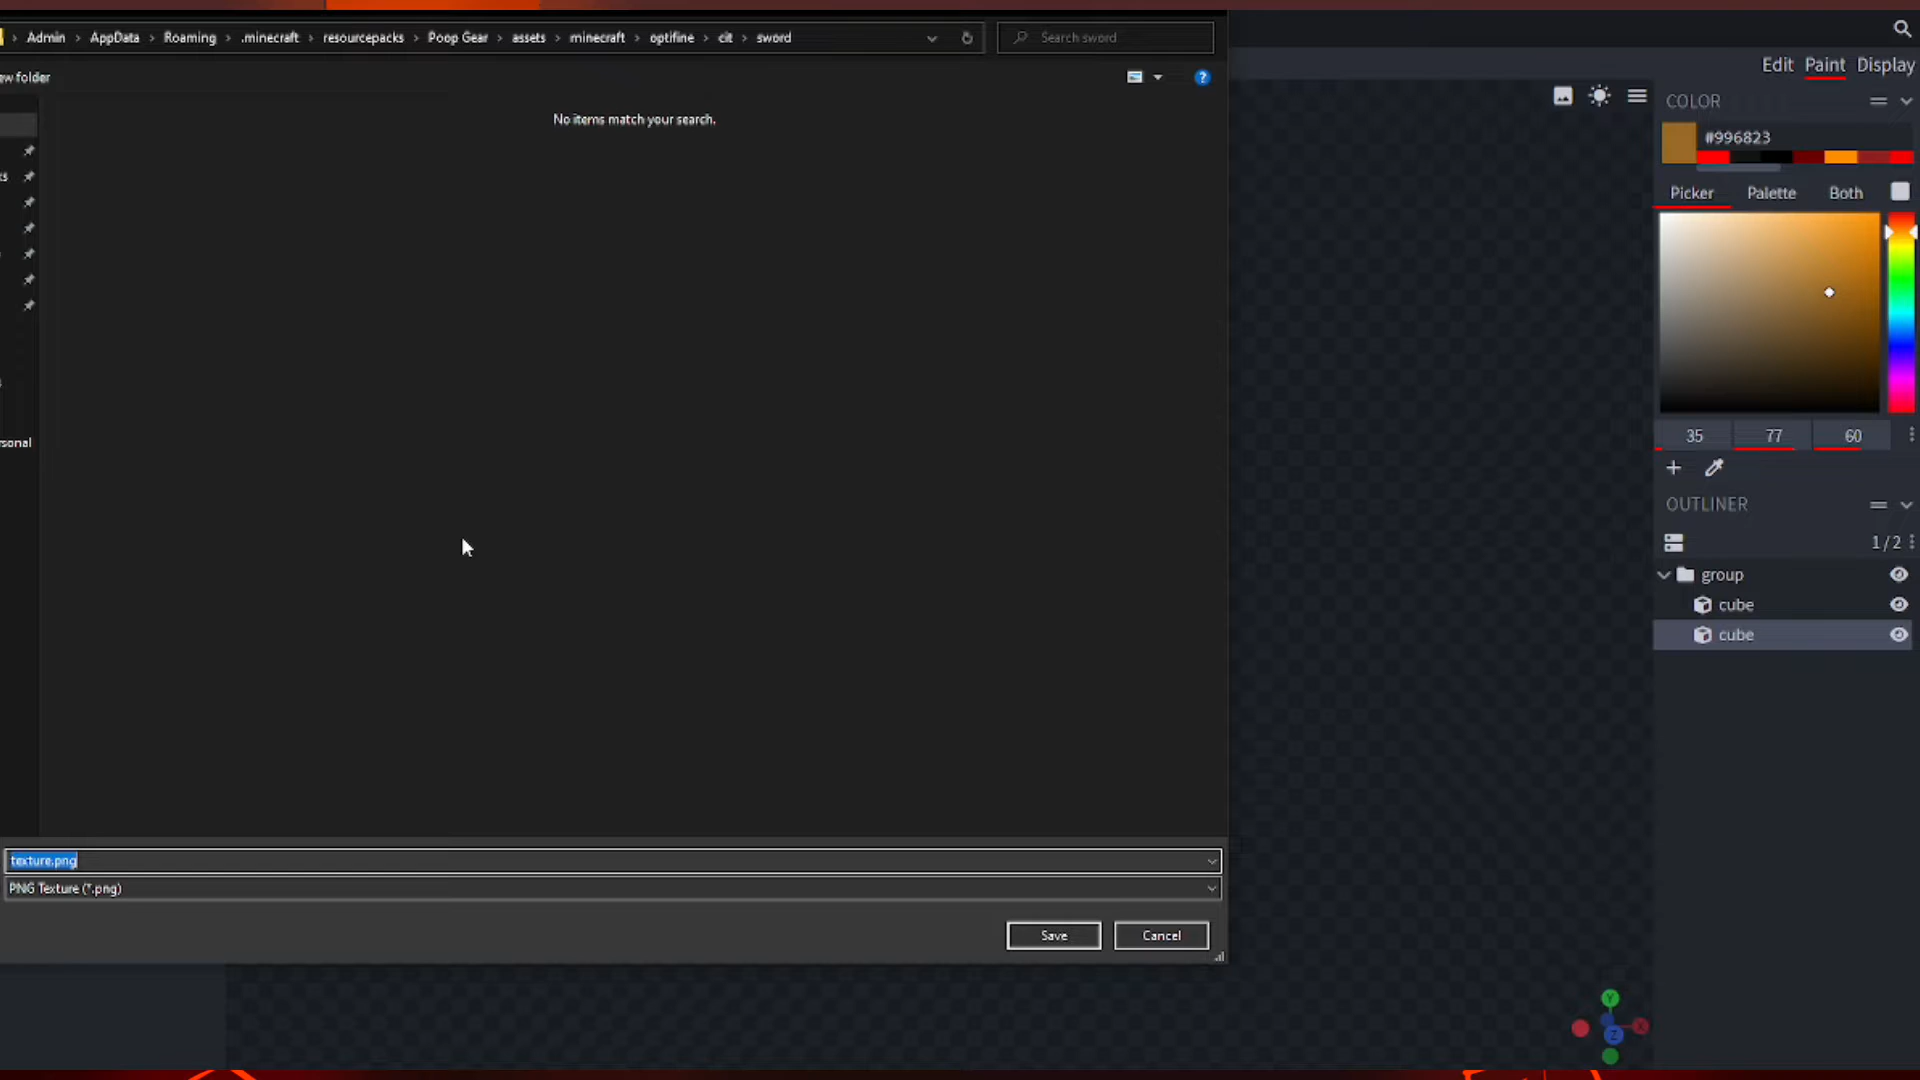 Admin > AppData > Roaming > .minecraft > resourcepacks > Poop Gear > assets > minecraft > optifine > cit > sword
Search sword
ew folder
?
Edit Paint Display
COLOR
#996823
No items match your search.
Picker Palette Both
rsonal
35 77 60
OUTLINER
1 / 2
group
cube
cube
texture.png
PNG Texture (*.png)
Save Cancel
Y
X
Z